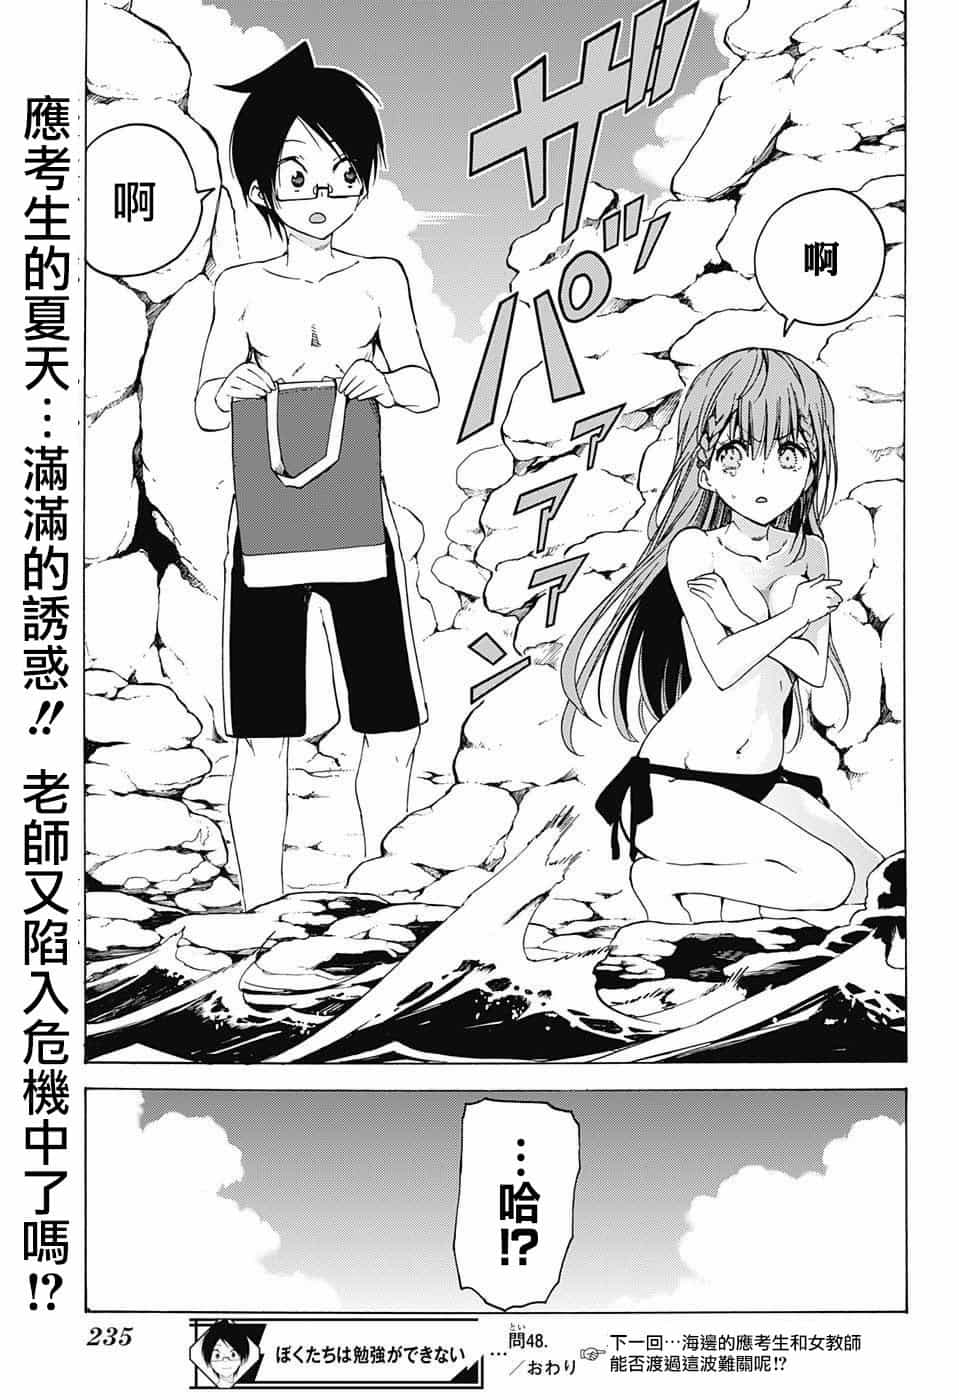 ザパァァァン
啊
啊
應考生的夏天…滿滿的誘惑!! 老師又陷入危機中了嗎!?
…哈!?
235
ぼくたちは勉強ができない
…
とい
問48.
／おわり
☞下一回…海邊的應考生和女教師
能否渡過這波難關呢!?